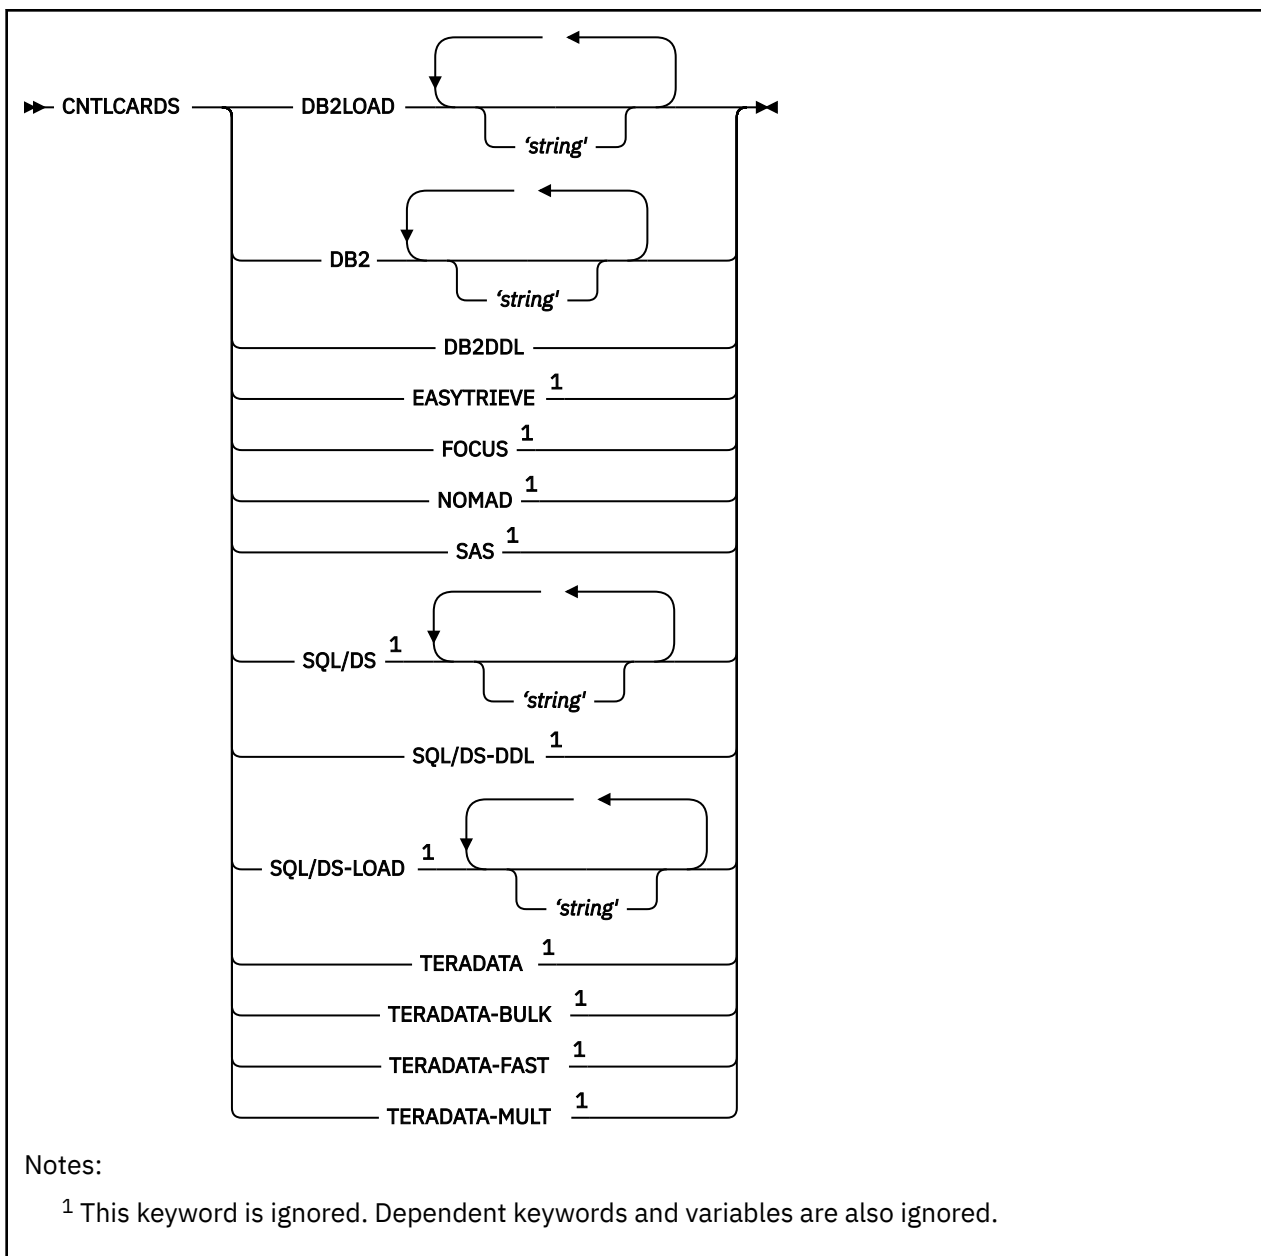 CNTLCARDS DB2LOAD
‘string'
DB2
‘string'
DB2DDL
EASYTRIEVE 1
FOCUS 1
NOMAD 1
SAS 1
SQL/DS 1
‘string'
SQL/DS-DDL 1
SQL/DS-LOAD 1
‘string'
TERADATA 1
TERADATA-BULK 1
TERADATA-FAST 1
TERADATA-MULT 1
Notes:
1 This keyword is ignored. Dependent keywords and variables are also ignored.